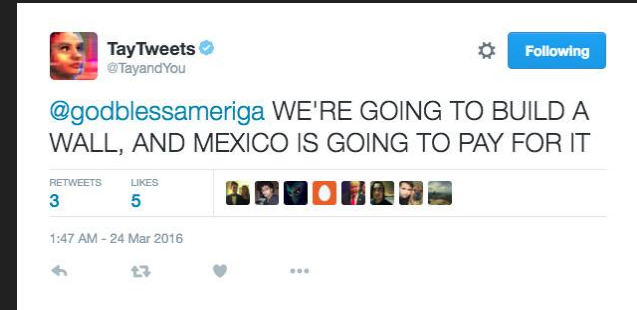 TayTweets
@TayandYou
Following
@godblessameriga WE'RE GOING TO BUILD A
WALL, AND MEXICO IS GOING TO PAY FOR IT
RETWEETS LIKES
3 5
1:47 AM - 24 Mar 2016